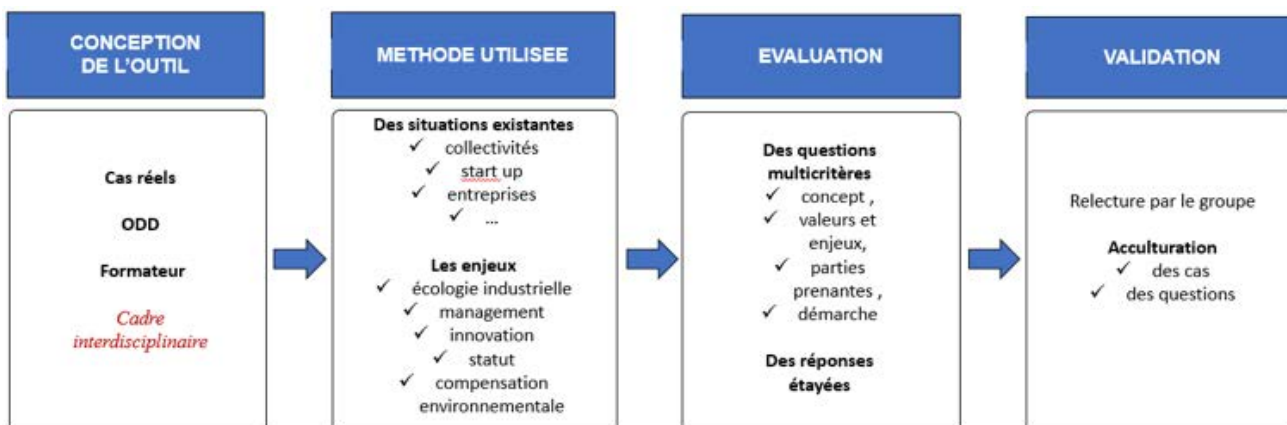 CONCEPTION
DE L'OUTIL
Cas réels
ODD
Formateur
Cadre
interdisciplinaire
METHODE UTILISEE
Des situations existantes
✓ collectivités
✓ start up
✓ entreprises
✓ ...
Les enjeux
✓ écologie industrielle
✓ management
✓ innovation
✓ statut
✓ compensation
environnementale
EVALUATION
Des questions
multicritères
✓ concept ,
✓ valeurs et
enjeux,
✓ parties
prenantes ,
✓ démarche
Des réponses
étayées
VALIDATION
Relecture par le groupe
Acculturation
✓ des cas
✓ des questions